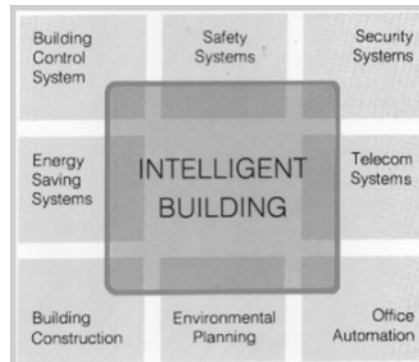 Building
Control
System
Safety
Systems
Security
Systems
Energy
Saving
Systems
INTELLIGENT
BUILDING
Telecom
Systems
Building
Construction
Environmental
Planning
Office
Automation